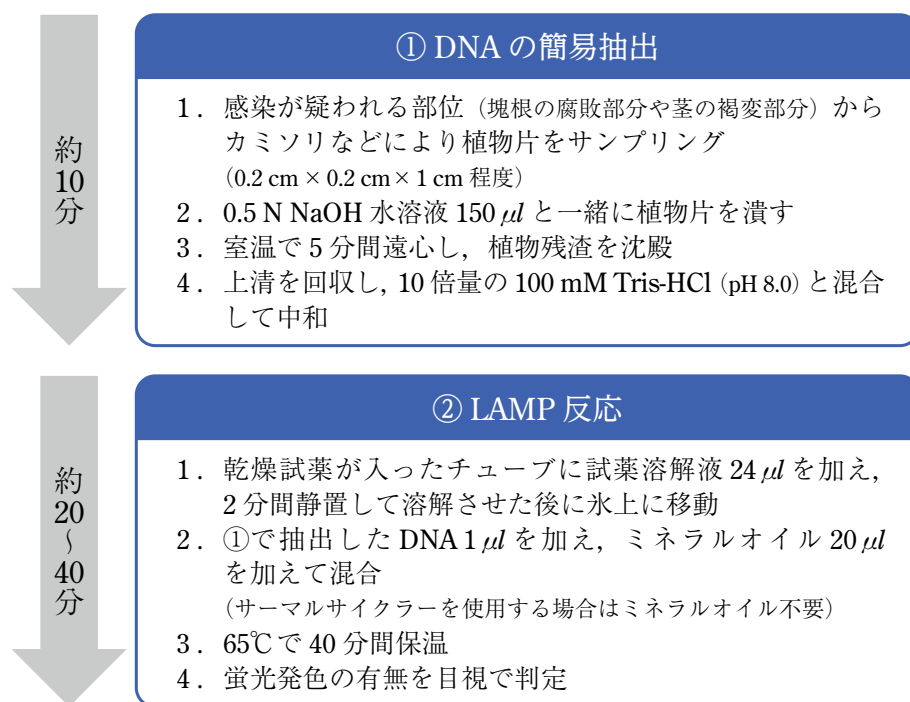 約10分
① DNA の簡易抽出
1. 感染が疑われる部位（塊根の腐敗部分や茎の褐変部分）から
カミソリなどにより植物片をサンプリング
（0.2 cm × 0.2 cm × 1 cm 程度）
2. 0.5 N NaOH 水溶液 150 μl と一緒に植物片を潰す
3. 室温で 5 分間遠心し，植物残渣を沈殿
4. 上清を回収し，10 倍量の 100 mM Tris-HCl（pH 8.0）と混合
して中和
約20～40分
② LAMP 反応
1. 乾燥試薬が入ったチューブに試薬溶解液 24 μl を加え，
2 分間静置して溶解させた後に氷上に移動
2. ①で抽出した DNA 1 μl を加え，ミネラルオイル 20 μl
を加えて混合
（サーマルサイクラーを使用する場合はミネラルオイル不要）
3. 65℃で 40 分間保温
4. 蛍光発色の有無を目視で判定